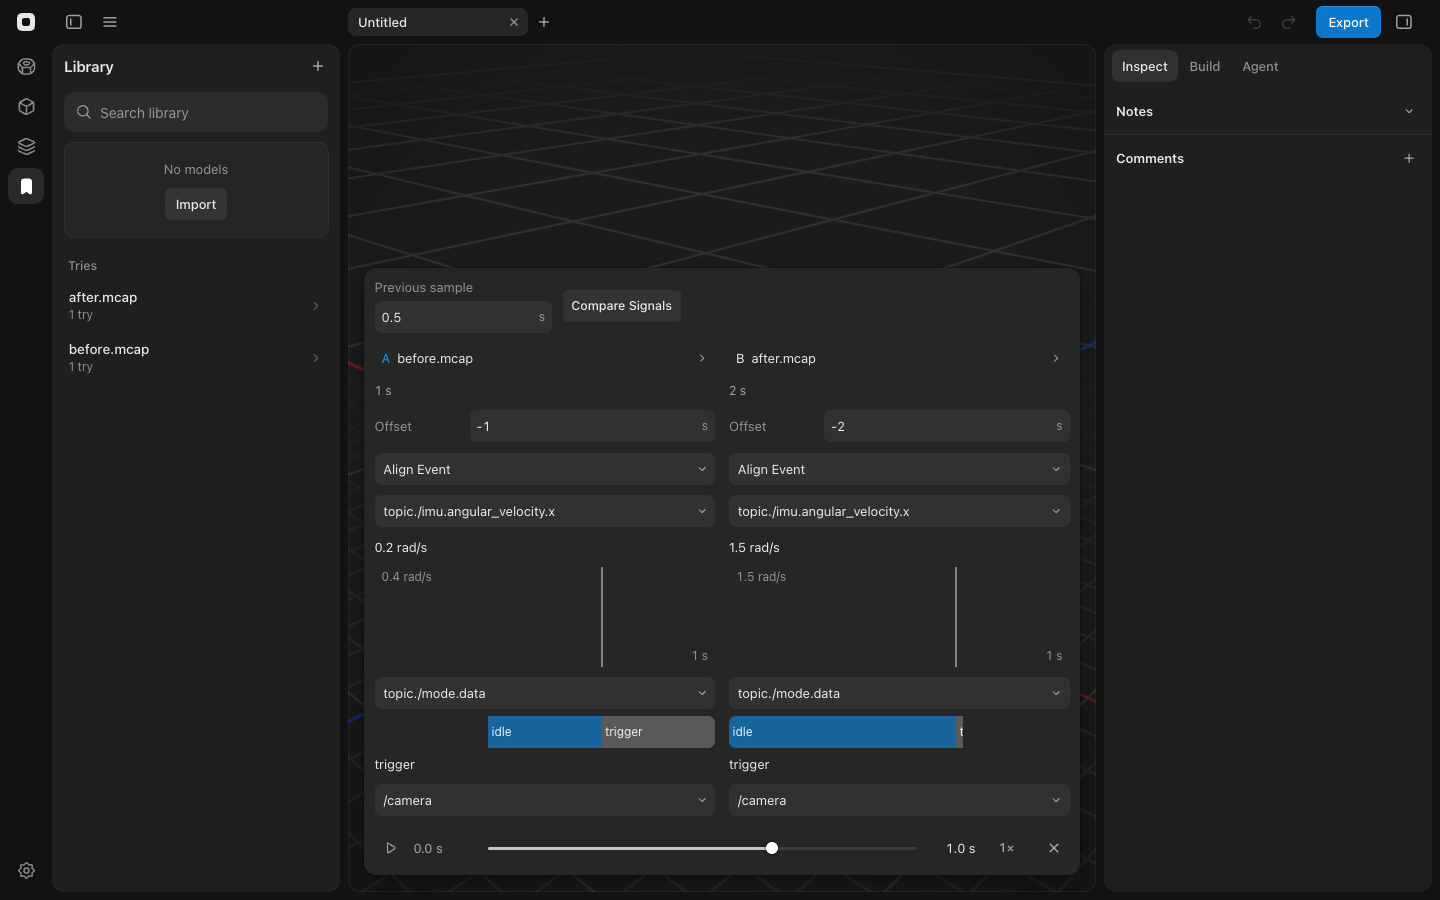 Untitled
Export
Library
Search library
No models
Import
Tries
after.mcap
1 try
before.mcap
1 try
Previous sample
0.5 s
Compare Signals
A before.mcap
B after.mcap
1 s
2 s
Offset -1 s
Offset -2 s
Align Event
Align Event
topic./imu.angular_velocity.x
topic./imu.angular_velocity.x
0.2 rad/s
1.5 rad/s
0.4 rad/s
1.5 rad/s
1 s
1 s
topic./mode.data
topic./mode.data
idle trigger
idle t
trigger
trigger
/camera
/camera
0.0 s
1.0 s
1×
Inspect Build Agent
Notes
Comments